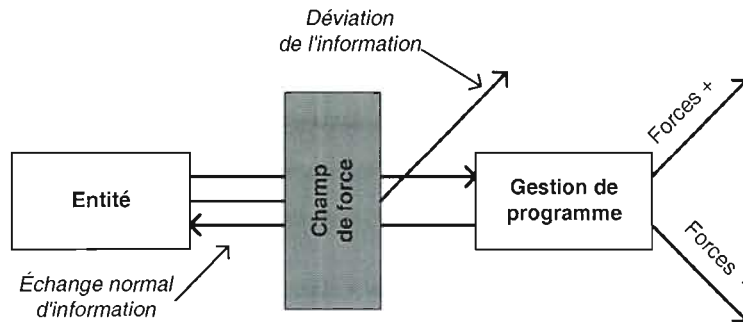 Déviation
de l'information
Entité
Champ
de force
Gestion de
programme
Forces +
Forces
Échange normal
d'information